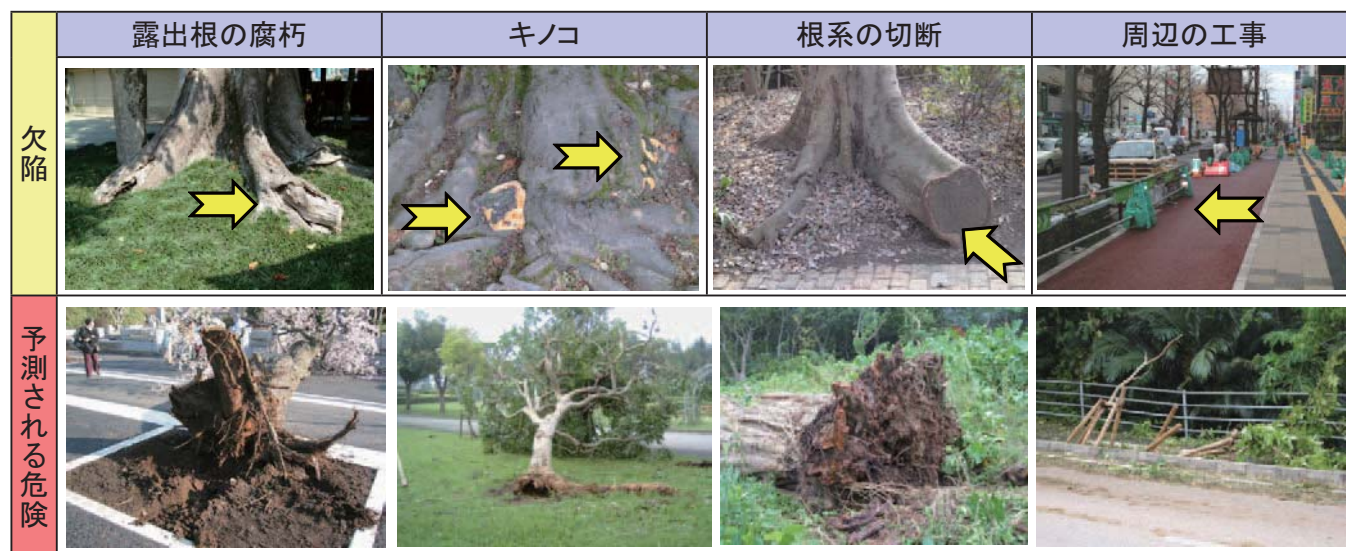 露出根の腐朽
キノコ
根系の切断
周辺の工事
欠陥
予測される危険